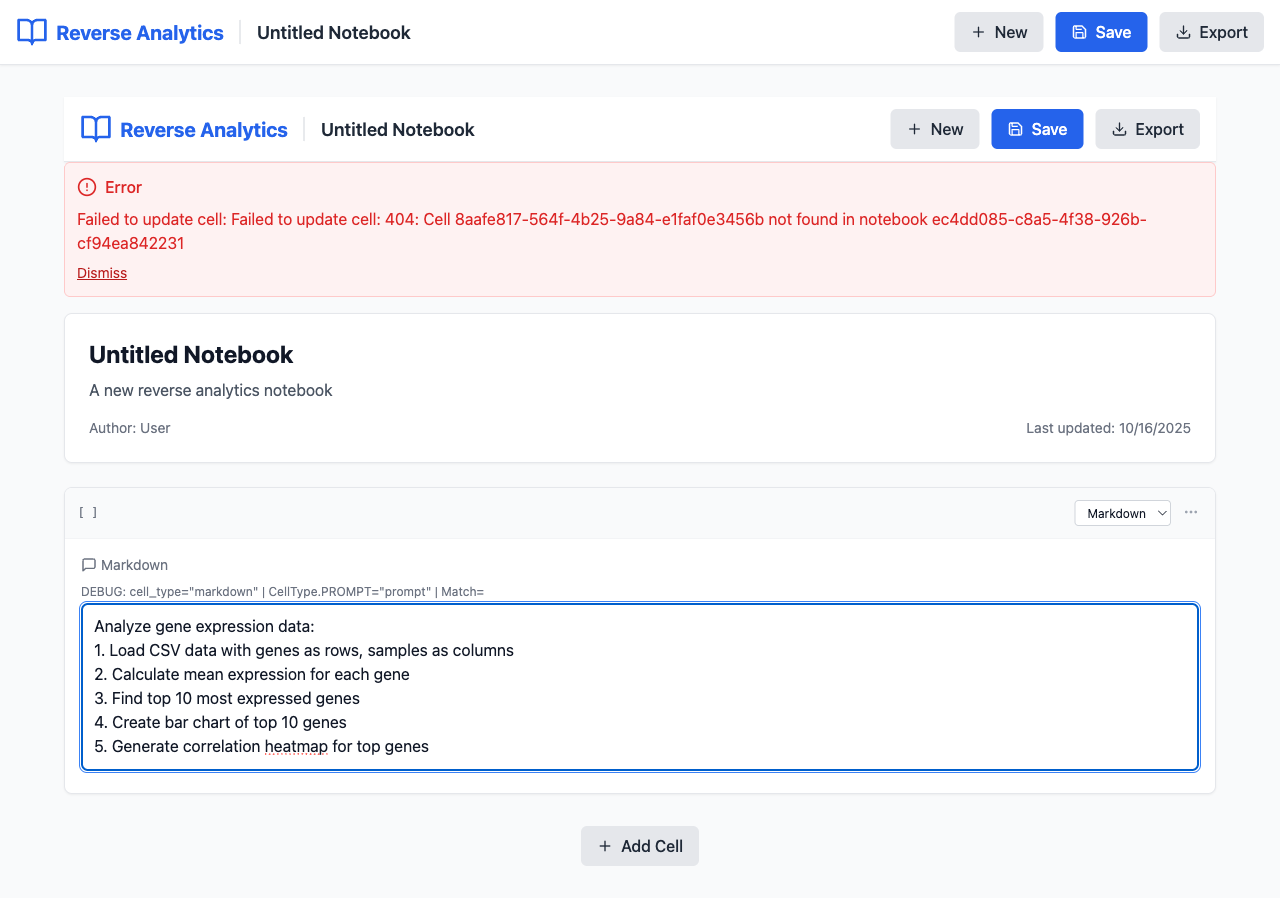 Reverse Analytics
Untitled Notebook
New
Save
Export
Reverse Analytics
Untitled Notebook
New
Save
Export
Error
Failed to update cell: Failed to update cell: 404: Cell 8aafe817-564f-4b25-9a84-e1faf0e3456b not found in notebook ec4dd085-c8a5-4f38-926b-
cf94ea842231
Dismiss
Untitled Notebook
A new reverse analytics notebook
Author: User
Last updated: 10/16/2025
[ ]
Markdown
...
Markdown
DEBUG: cell_type="markdown" | CellType.PROMPT="prompt" | Match=
Analyze gene expression data:
1. Load CSV data with genes as rows, samples as columns
2. Calculate mean expression for each gene
3. Find top 10 most expressed genes
4. Create bar chart of top 10 genes
5. Generate correlation heatmap for top genes
Add Cell